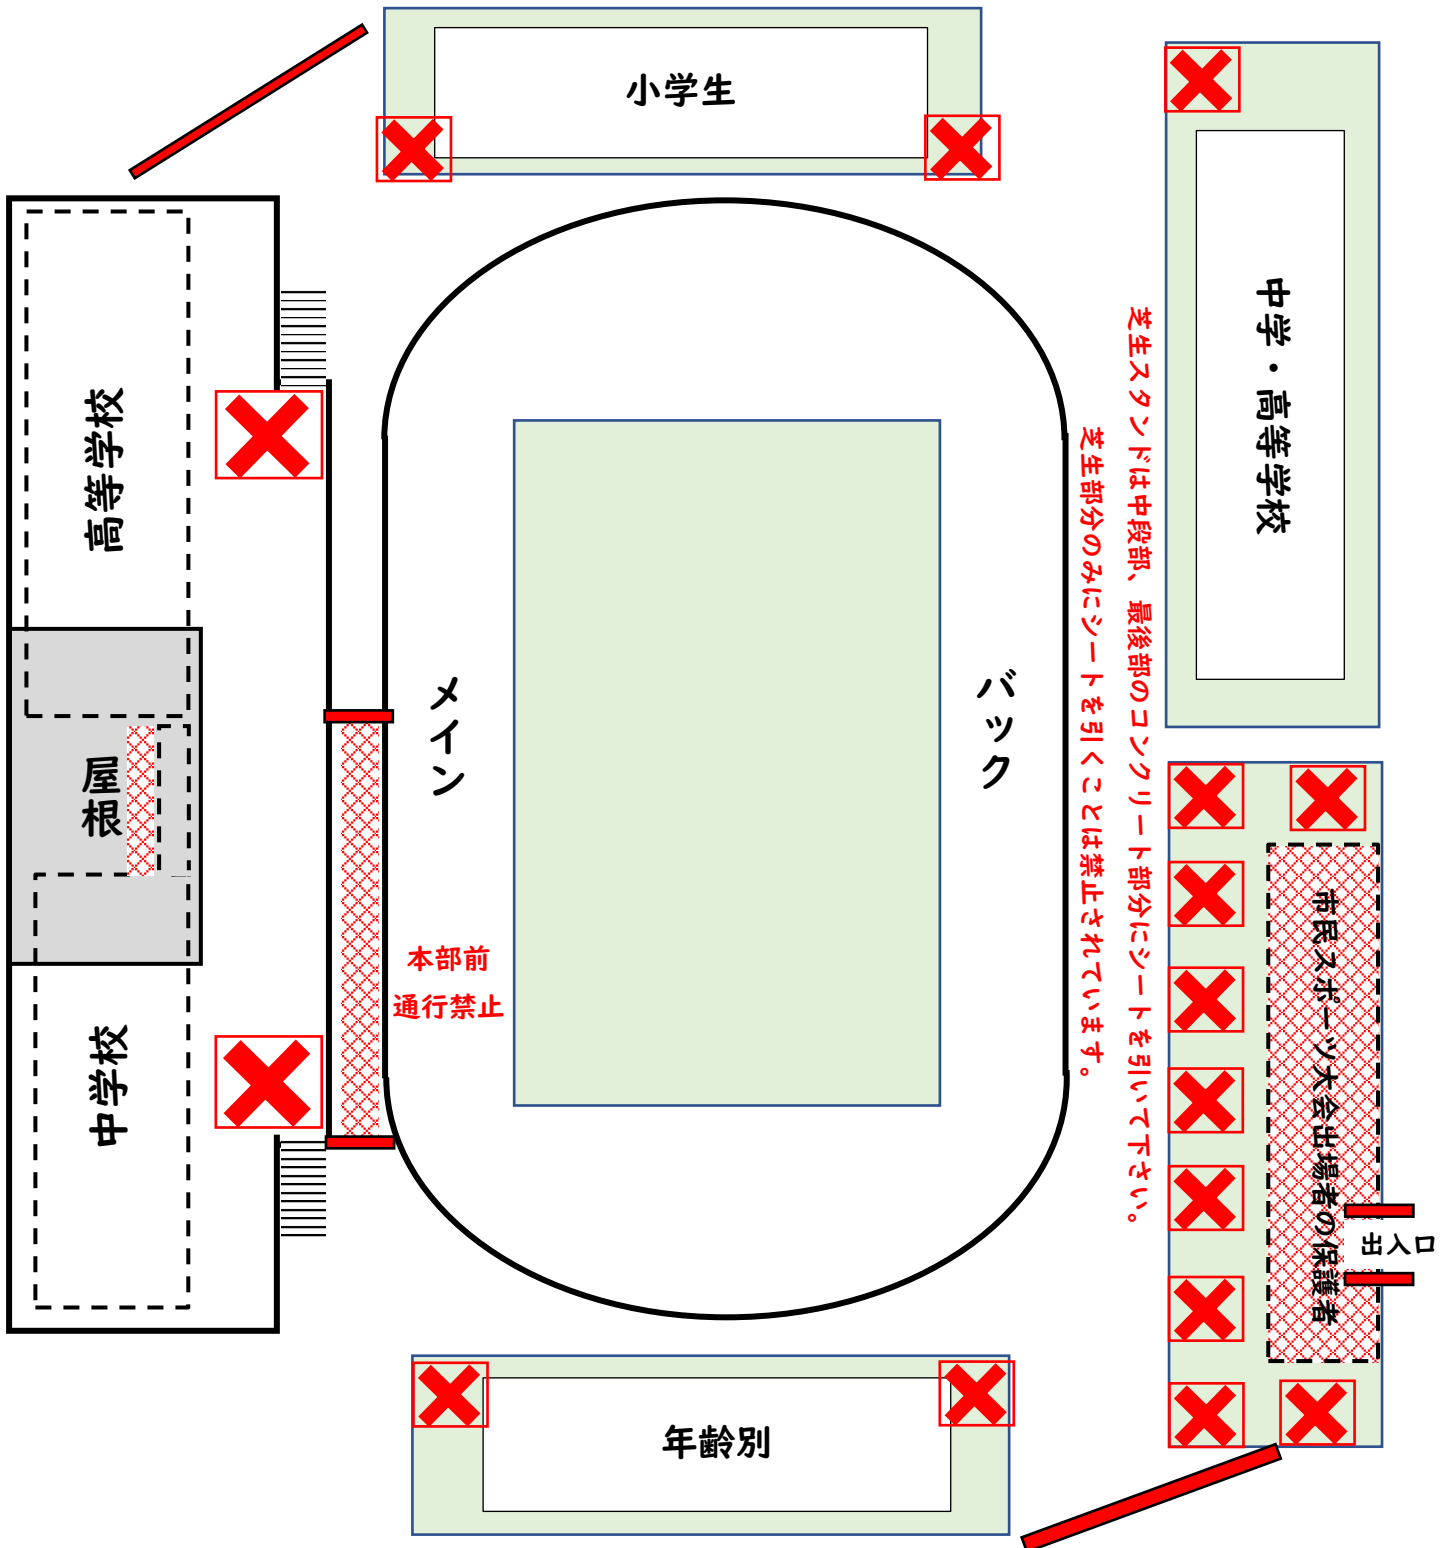 小学生
中学・高等学校
芝生スタンドは中段部、最後部のコンクリート部分にシートを引いて下さい。
芝生部分のみにシートを引くことは禁止されています。
高等学校
メイン
バック
屋根
本部前
通行禁止
市民スポーツ大会出場者の保護者
中学校
出入口
年齢別